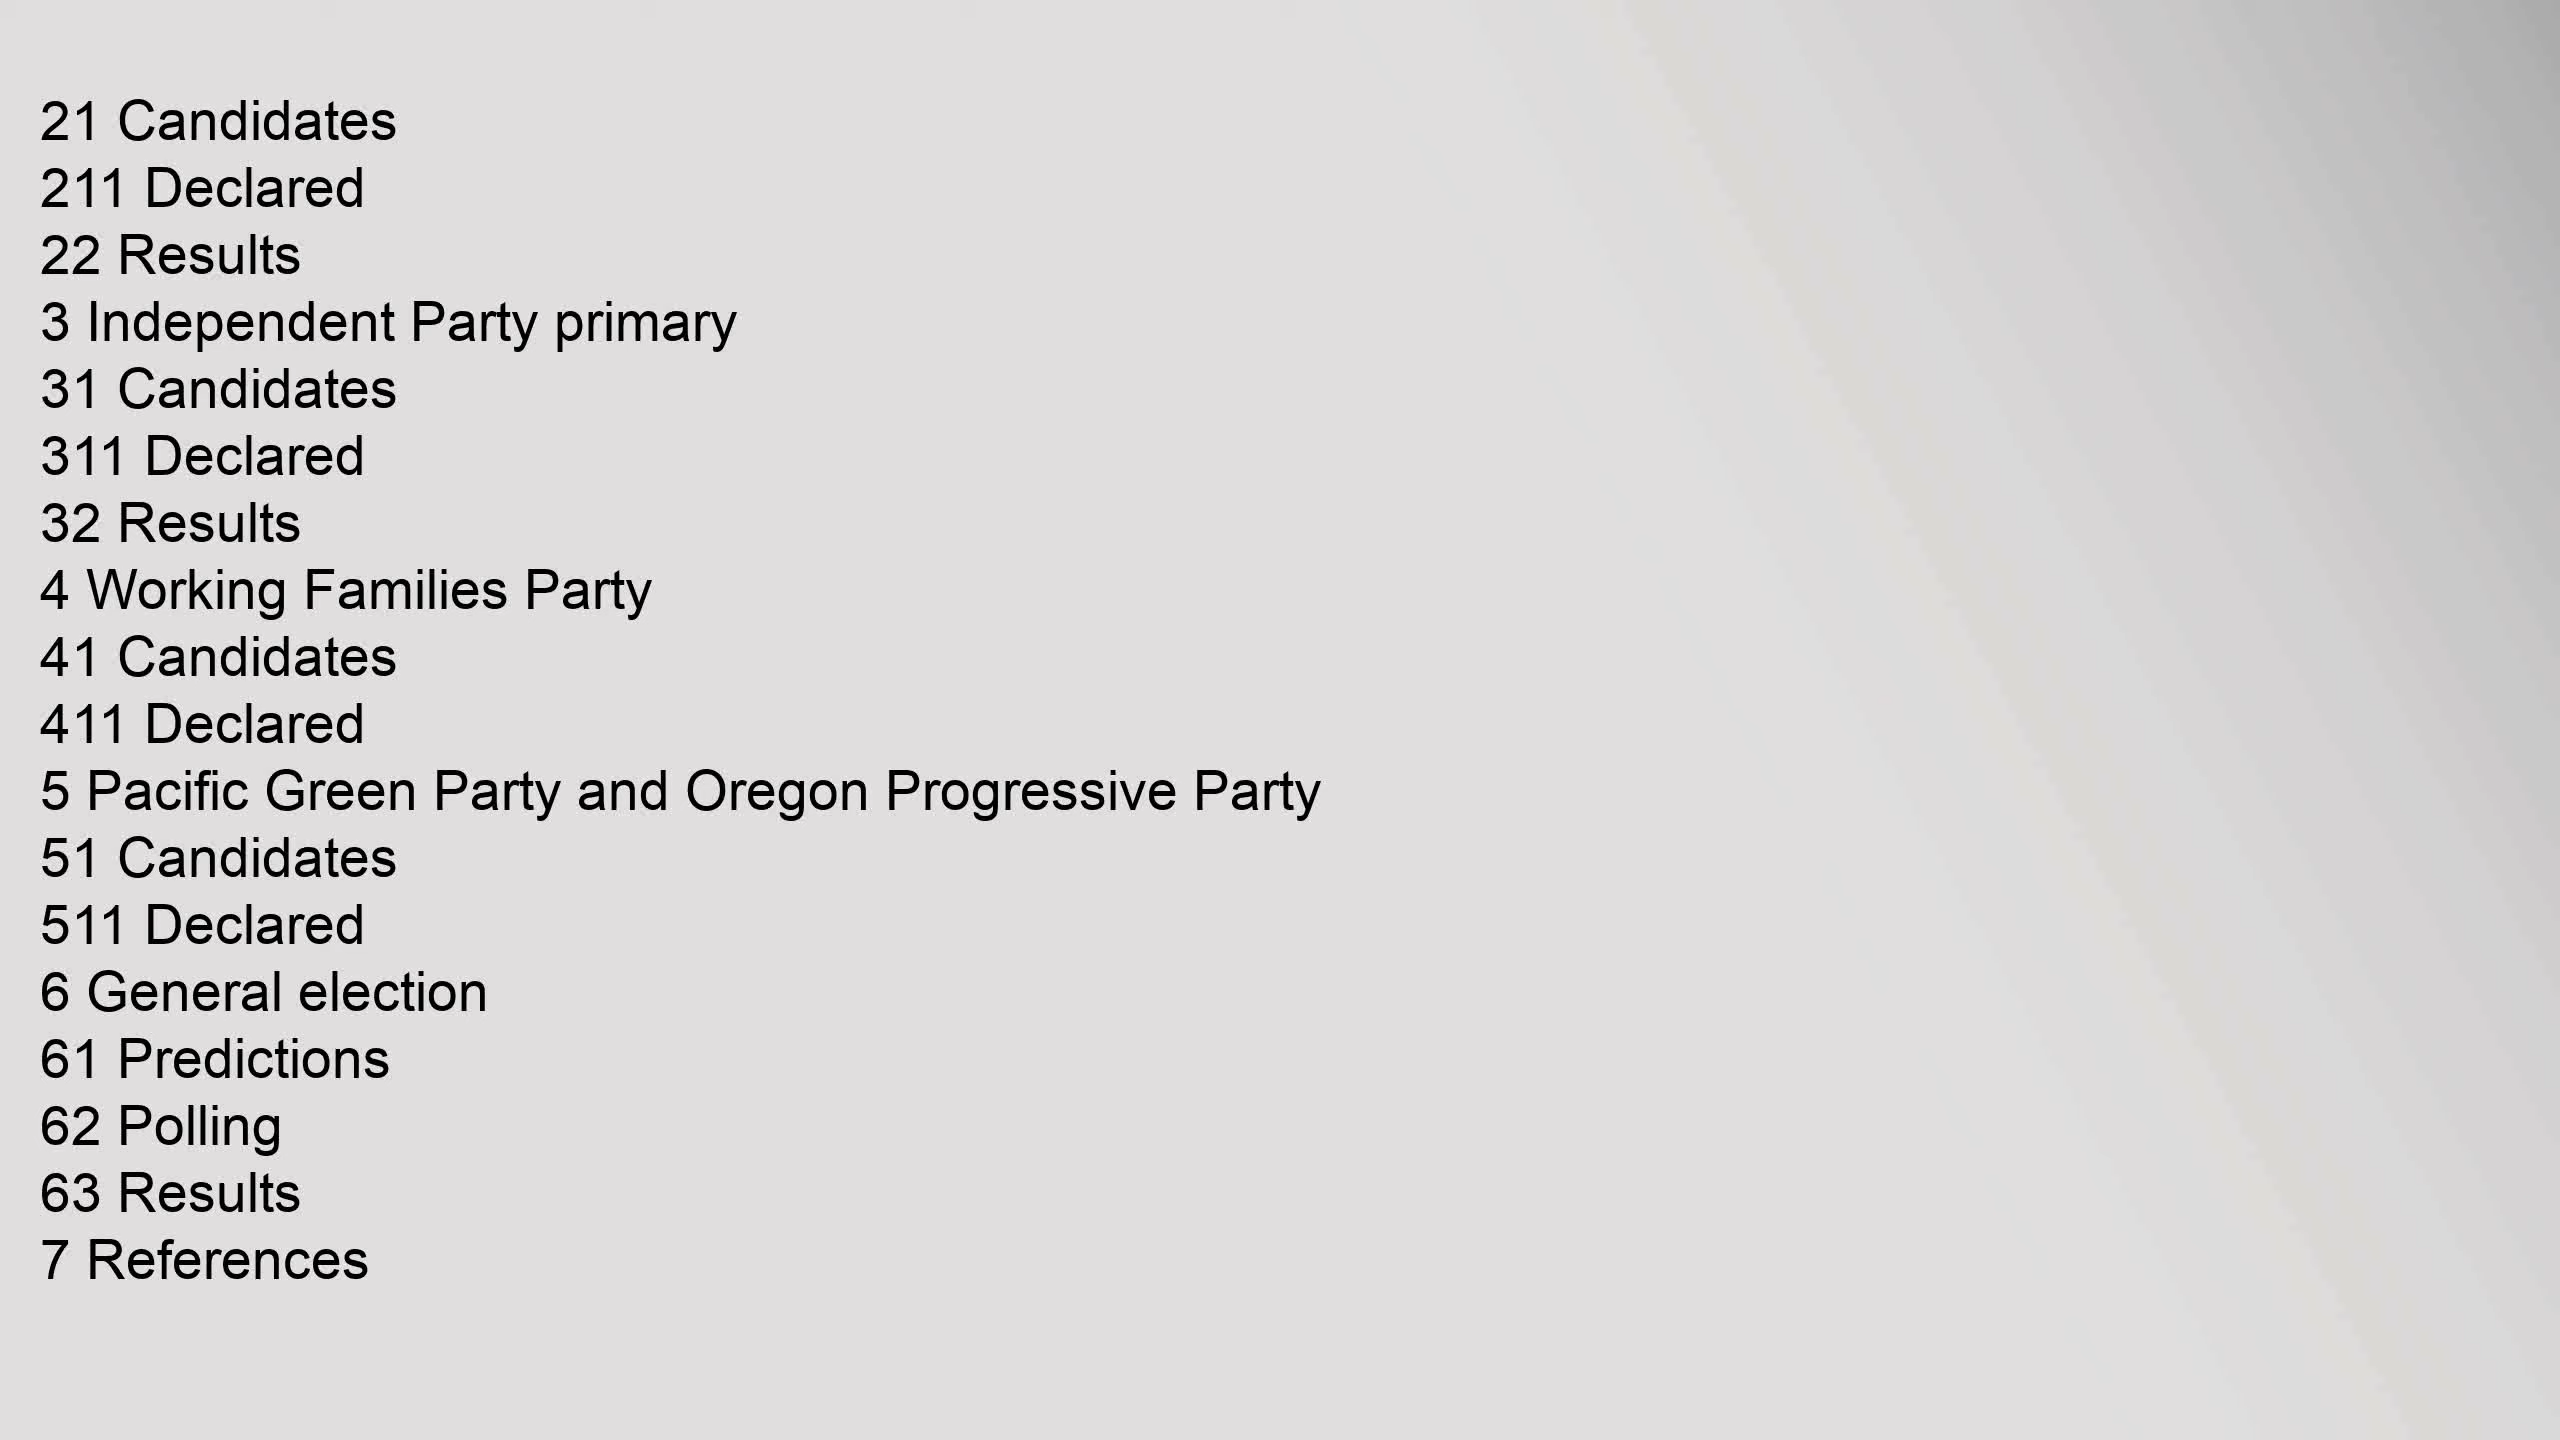 21 Candidates
211 Declared
22 Results
3 Independent Party primary
31 Candidates
311 Declared
32 Results
4 Working Families Party
41 Candidates
411 Declared
5 Pacific Green Party and Oregon Progressive Party
51 Candidates
511 Declared
6 General election
61 Predictions
62 Polling
63 Results
7 References